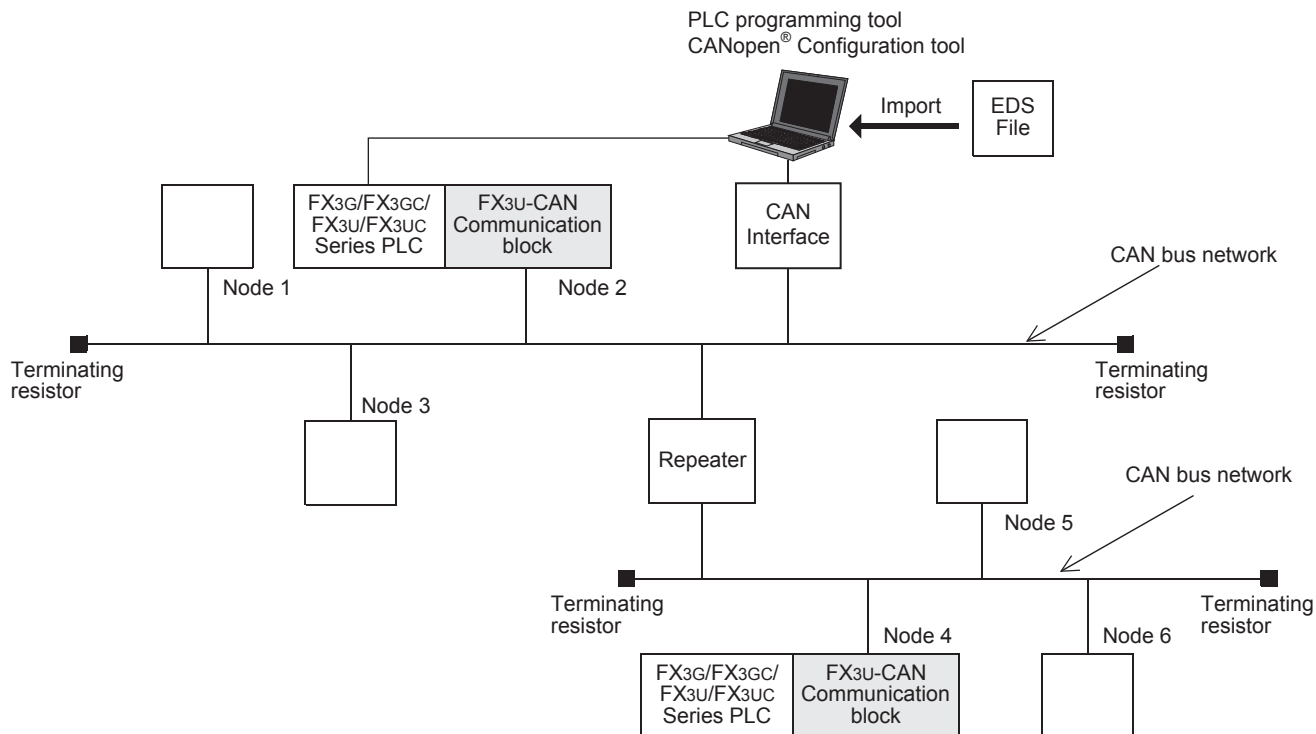 PLC programming tool
CANopen® Configuration tool
Import
EDS
File
FX3G/FX3GC/
FX3U/FX3UC
Series PLC
FX3U-CAN
Communication
block
CAN
Interface
CAN bus network
Node 1
Node 2
Terminating
resistor
Terminating
resistor
Node 3
Repeater
CAN bus network
Node 5
Terminating
resistor
Terminating
resistor
Node 4
Node 6
FX3G/FX3GC/
FX3U/FX3UC
Series PLC
FX3U-CAN
Communication
block